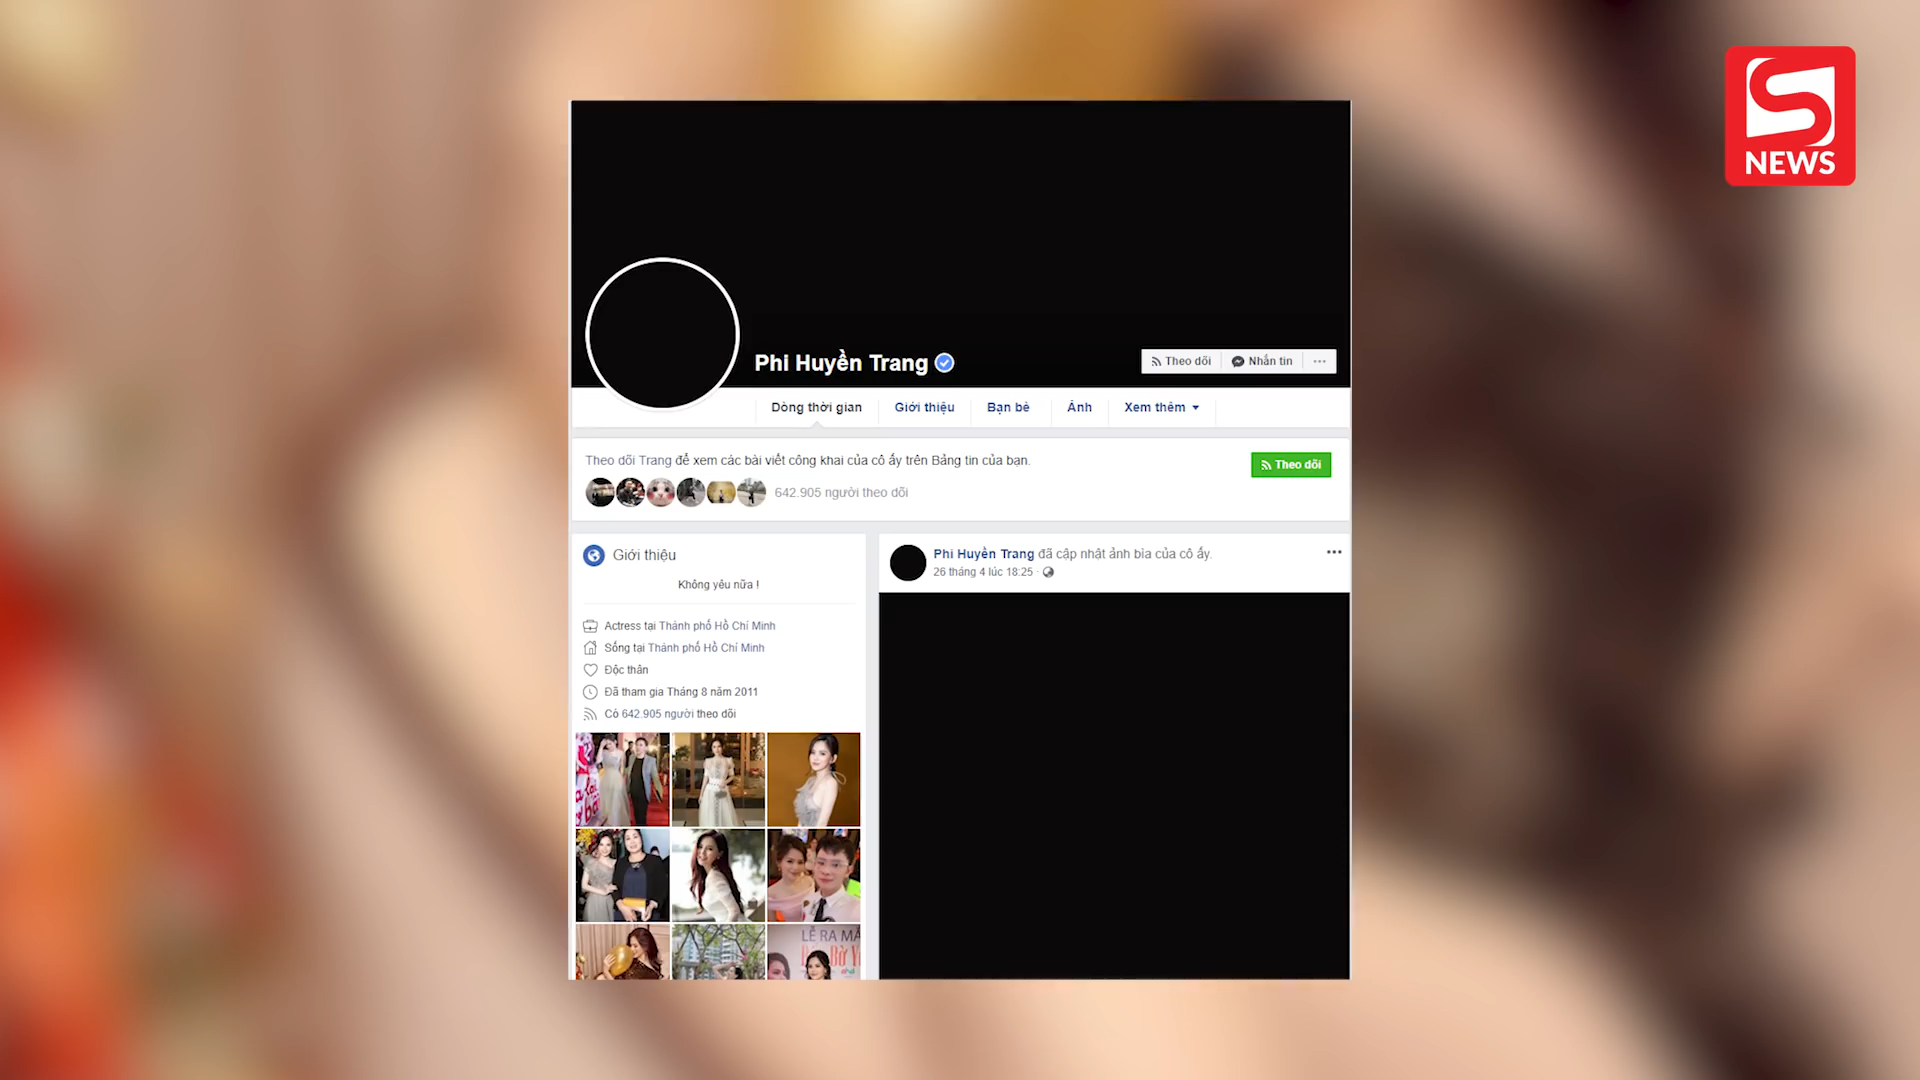 S
NEWS
Phi Huyền Trang
Theo dõi
Nhắn tin
Dòng thời gian
Giới thiệu
Bạn bè
Ảnh
Xem thêm
Theo dõi Trang để xem các bài viết công khai của cô ấy trên Bảng tin của bạn.
Theo dõi
642.905 người theo dõi
Giới thiệu
Không yêu nữa !
Actress tại Thành phố Hồ Chí Minh
Sống tại Thành phố Hồ Chí Minh
Độc thân
Đã tham gia Tháng 8 năm 2011
Có 642.905 người theo dõi
Phi Huyền Trang đã cập nhật ảnh bìa của cô ấy.
26 tháng 4 lúc 18:25
LỄ RA MẮ